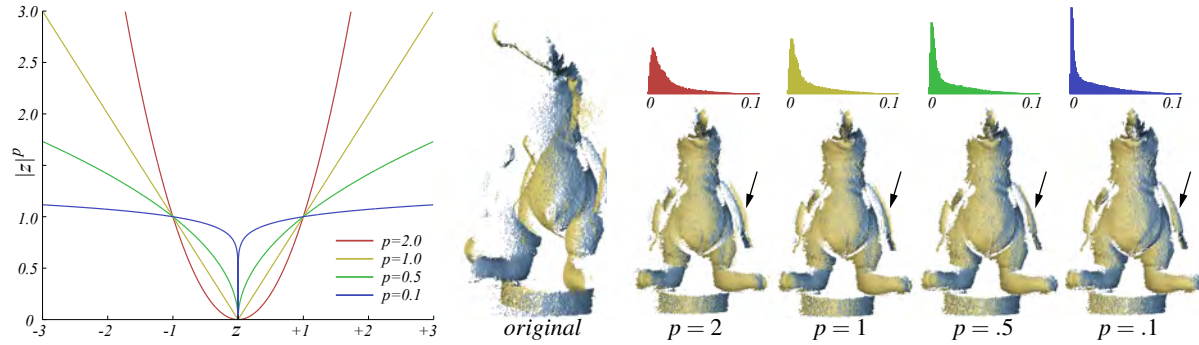 3.0
2.5
2.0
|z|^p
1.5
1.0
0.5
0
p=2.0
p=1.0
p=0.5
p=0.1
-3 -2 -1 z +1 +2 +3
0 0.1
0 0.1
0 0.1
0 0.1
original p = 2 p = 1 p = .5 p = .1